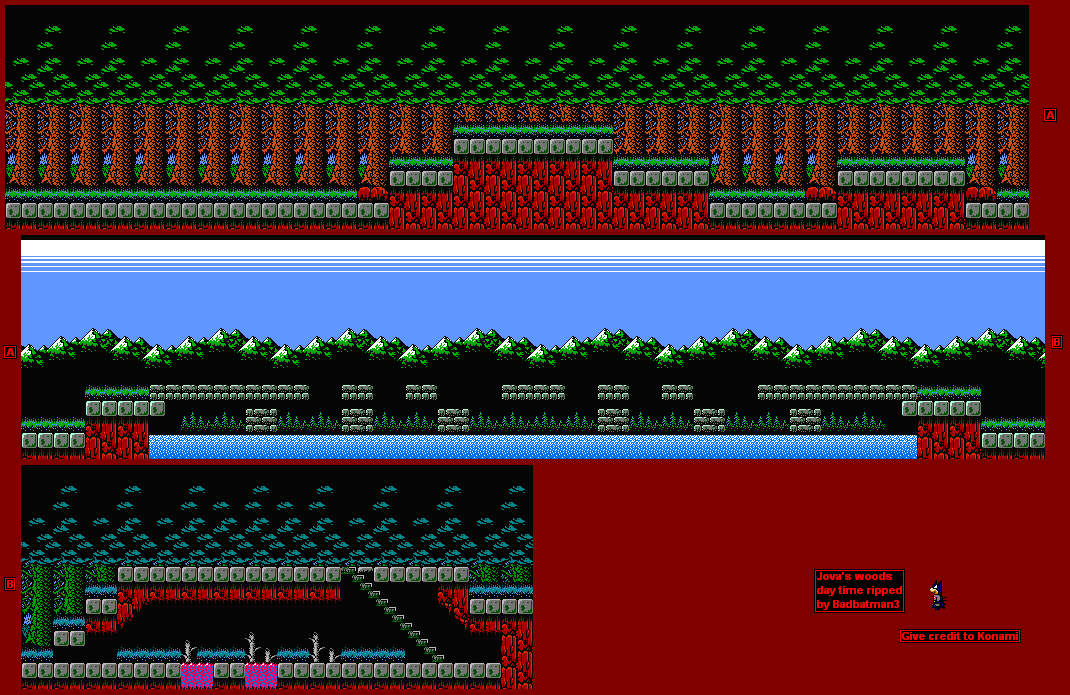 A
A
B
B
Jova's woods
day time ripped
by Badbatman3
Give credit to Konami